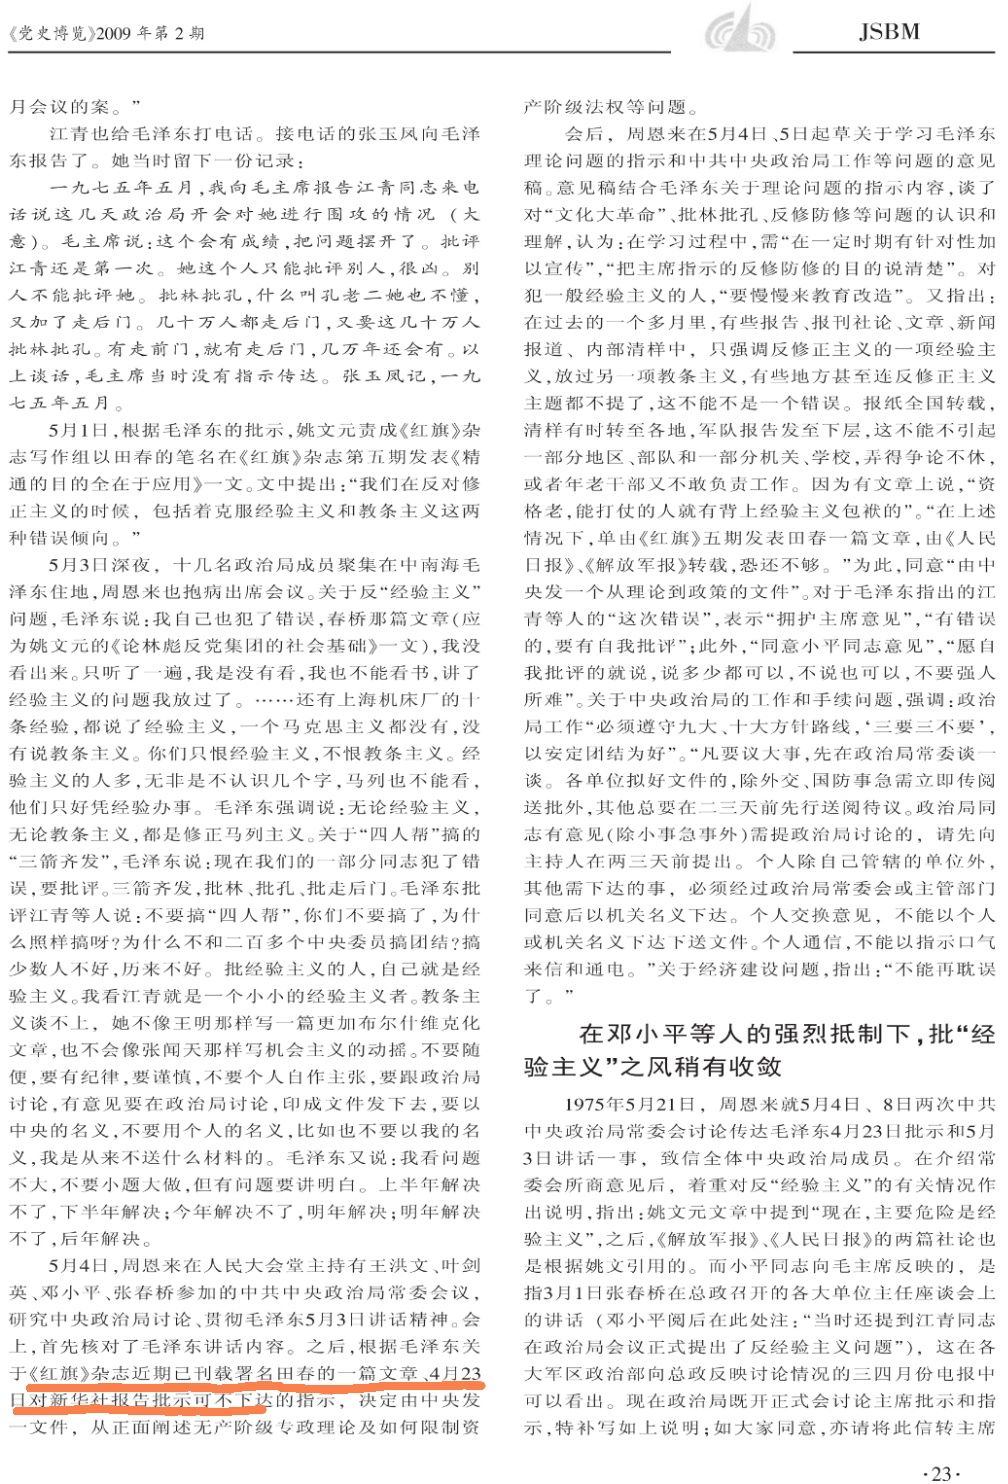 《党史博览》2009 年第 2 期
JSBM
月会议的案。”
江青也给毛泽东打电话。接电话的张玉凤向毛泽
东报告了。她当时留下一份记录：
一九七五年五月，我向毛主席报告江青同志来电
话说这几天政治局开会对她进行围攻的情况（大
意）。毛主席说：这个会有成绩，把问题摆开了。批评
江青还是第一次。她这个人只能批评别人，很凶。别
人不能批评她。批林批孔，什么叫孔老二她也不懂，
又加了走后门。几十万人都走后门，又要这几十万人
批林批孔。有走前门，就有走后门，几万年还会有。以
上谈话，毛主席当时没有指示传达。张玉凤记，一九
七五年五月。
5月1日，根据毛泽东的批示，姚文元责成《红旗》杂
志写作组以田春的笔名在《红旗》杂志第五期发表《精
通的目的全在于应用》一文。文中提出：“我们在反对修
正主义的时候，包括着克服经验主义和教条主义这两
种错误倾向。”
5月3日深夜，十几名政治局成员聚集在中南海毛
泽东住地，周恩来也抱病出席会议。关于反“经验主义”
问题，毛泽东说：我自己也犯了错误，春桥那篇文章（应
为姚文元的《论林彪反党集团的社会基础》一文），我没
看出来。只听了一遍，我是没有看，我也不能看书，讲了
经验主义的问题我放过了。……还有上海机床厂的十
条经验，都说了经验主义，一个马克思主义都没有，没
有说教条主义。你们只恨经验主义，不恨教条主义。经
验主义的人多，无非是不认识几个字，马列也不能看，
他们只好凭经验办事。毛泽东强调说：无论经验主义，
无论教条主义，都是修正马列主义。关于“四人帮”搞的
“三箭齐发”，毛泽东说：现在我们的一部分同志犯了错
误，要批评。三箭齐发，批林、批孔、批走后门。毛泽东批
评江青等人说：不要搞“四人帮”，你们不要搞了，为什
么照样搞呀？为什么不和二百多个中央委员搞团结？搞
少数人不好，历来不好。批经验主义的人，自己就是经
验主义。我看江青就是一个小小的经验主义者。教条主
义谈不上，她不像王明那样写一篇更加布尔什维克化
文章，也不会像张闻天那样写机会主义的动摇。不要随
便，要有纪律，要谨慎，不要个人自作主张，要跟政治局
讨论，有意见要在政治局讨论，印成文件发下去，要以
中央的名义，不要用个人的名义，比如也不要以我的名
义，我是从来不送什么材料的。毛泽东又说：我看问题
不大，不要小题大做，但有问题要讲明白。上半年解决
不了，下半年解决；今年解决不了，明年解决；明年解决
不了，后年解决。
5月4日，周恩来在人民大会堂主持有王洪文、叶剑
英、邓小平、张春桥参加的中共中央政治局常委会议，
研究中央政治局讨论、贯彻毛泽东5月3日讲话精神。会
上，首先核对了毛泽东讲话内容。之后，根据毛泽东关
于《红旗》杂志近期已刊载署名田春的一篇文章、4月23
日对新华社报告批示可不下达的指示，决定由中央发
一文件，从正面阐述无产阶级专政理论及如何限制资
产阶级法权等问题。
会后，周恩来在5月4日、5日起草关于学习毛泽东
理论问题的指示和中共中央政治局工作等问题的意见
稿。意见稿结合毛泽东关于理论问题的指示内容，谈了
对“文化大革命”、批林批孔、反修防修等问题的认识和
理解，认为：在学习过程中，需“在一定时期有针对性加
以宣传”，“把主席指示的反修防修的目的说清楚”。对
犯一般经验主义的人，“要慢慢来教育改造”。又指出：
在过去的一个多月里，有些报告、报刊社论、文章、新闻
报道、内部清样中，只强调反修正主义的一项经验主
义，放过另一项教条主义，有些地方甚至连反修正主义
主题都不提了，这不能不是一个错误。报纸全国转载，
清样有时转至各地，军队报告发至下层，这不能不引起
一部分地区、部队和一部分机关、学校，弄得争论不休，
或者年老干部又不敢负责工作。因为有文章上说，“资
格老，能打仗的人就有背上经验主义包袱的”。“在上述
情况下，单由《红旗》五期发表田春一篇文章，由《人民
日报》、《解放军报》转载，恐还不够。”为此，同意“由中
央发一个从理论到政策的文件”。对于毛泽东指出的江
青等人的“这次错误”，表示“拥护主席意见”，“有错误
的，要有自我批评”；此外，“同意小平同志意见”，“愿自
我批评的就说，说多少都可以，不说也可以，不要强人
所难”。关于中央政治局的工作和手续问题，强调：政治
局工作“必须遵守九大、十大方针路线，‘三要三不要’，
以安定团结为好”。“凡要议大事，先在政治局常委谈一
谈。各单位拟好文件的，除外交、国防事急需立即传阅
送批外，其他总要在二三天前先行送阅待议。政治局同
志有意见（除小事急事外）需提政治局讨论的，请先向
主持人在两三天前提出。个人除自己管辖的单位外，
其他需下达的事，必须经过政治局常委会或主管部门
同意后以机关名义下达。个人交换意见，不能以个人
或机关名义下达下送文件。个人通信，不能以指示口气
来信和通电。”关于经济建设问题，指出：“不能再耽误
了。”
在邓小平等人的强烈抵制下，批“经
验主义”之风稍有收敛
1975年5月21日，周恩来就5月4日、8日两次中共
中央政治局常委会讨论传达毛泽东4月23日批示和5月
3日讲话一事，致信全体中央政治局成员。在介绍常
委会所商意见后，着重对反“经验主义”的有关情况作
出说明，指出：姚文元文章中提到“现在，主要危险是经
验主义”，之后，《解放军报》、《人民日报》的两篇社论也
是根据姚文引用的。而小平同志向毛主席反映的，是
指3月1日张春桥在总政召开的各大单位主任座谈会上
的讲话（邓小平阅后在此处注：“当时还提到江青同志
在政治局会议正式提出了反经验主义问题”），这在各
大军区政治部向总政反映讨论情况的三四月份电报中
可以看出。现在政治局既开正式会讨论主席批示和指
示，特补写如上说明；如大家同意，亦请将此信转主席
·23·